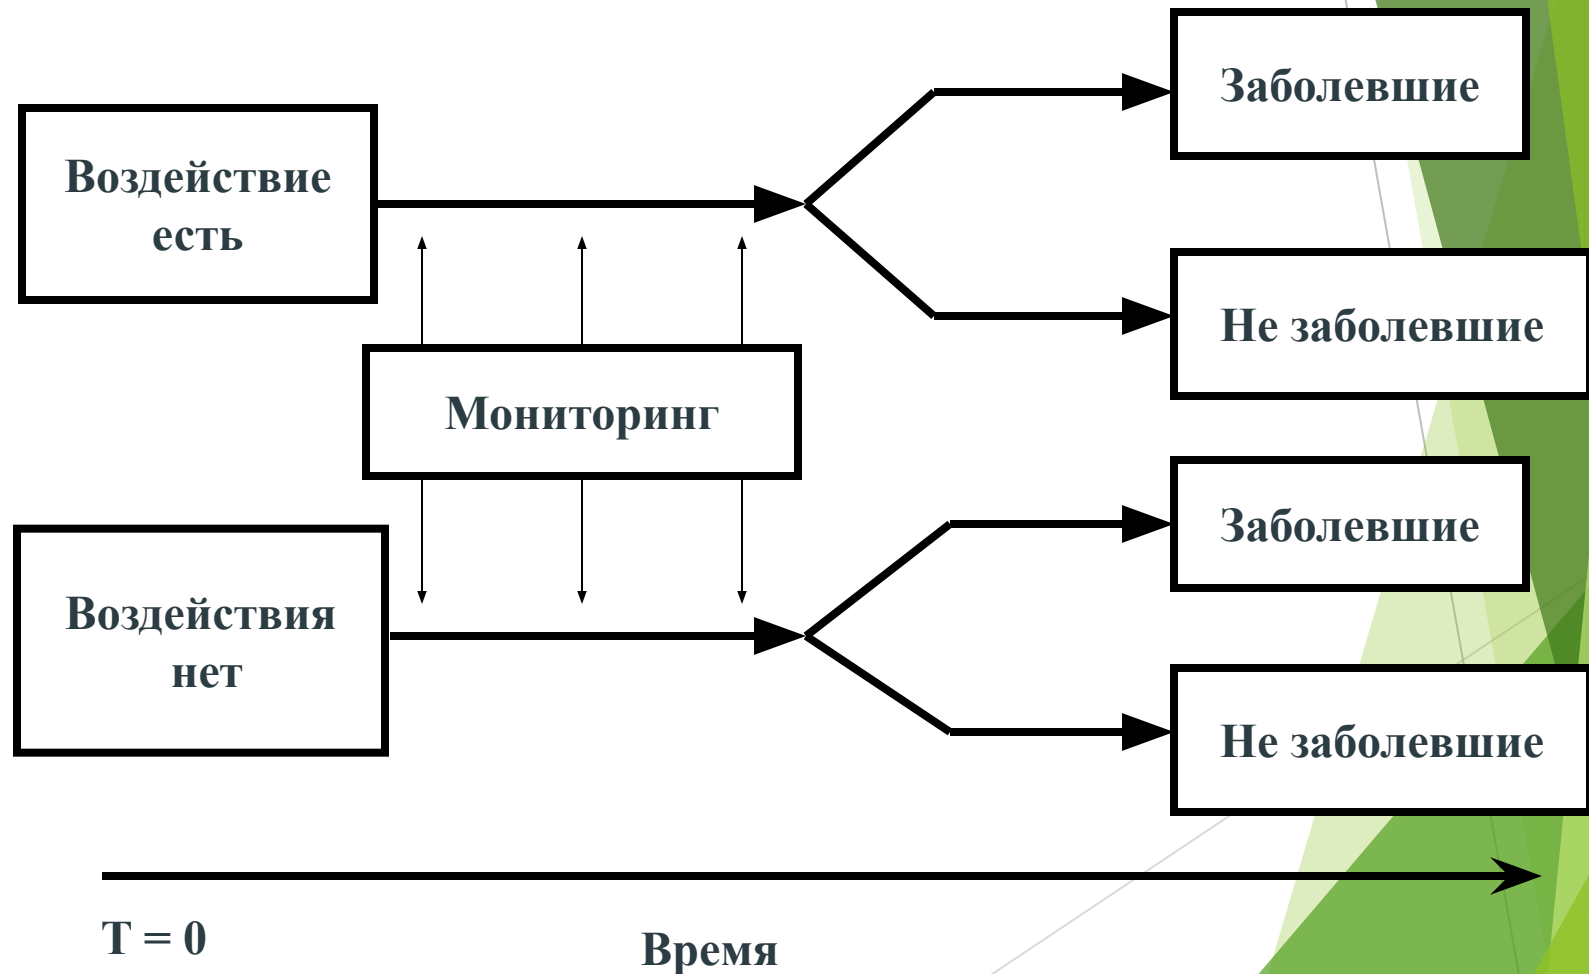 Заболевшие
Воздействие
есть
Не заболевшие
Мониторинг
Заболевшие
Воздействия
нет
Не заболевшие
T = 0
Время